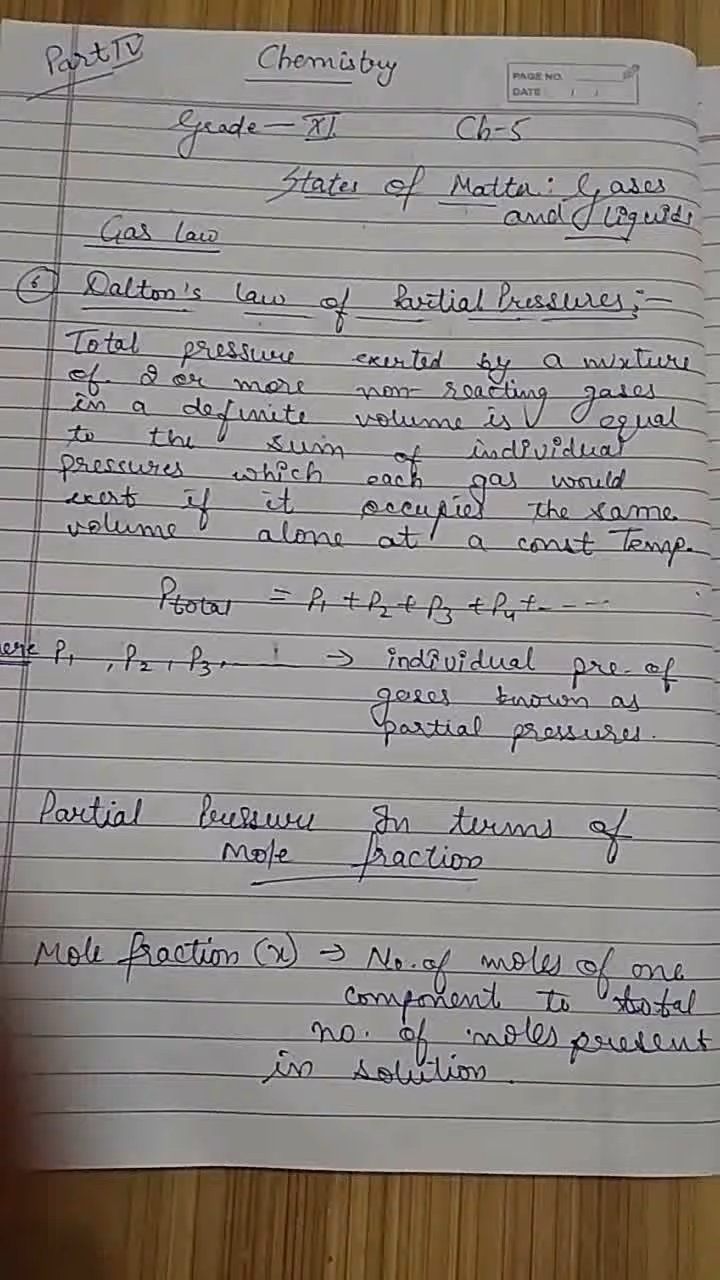 Part IV
Chemistry
PAGE NO.
DATE : / /
Grade - XI Ch-5
States of Matter: Gases
and Liquids
Gas law
6 Dalton's law of Partial Pressures:-
Total pressure exerted by a mixture
of 2 or more non-reacting gases
in a definite volume is equal
to the sum of individual
pressures which each gas would
exert if it occupies the same
volume alone at a const Temp.
Ptotal = P1 + P2 + P3 + P4 + - - --
ere P1, P2, P3, ---- → individual pre. of
gases known as
partial pressures.
Partial Pressure In terms of
Mole fraction
Mole fraction (x) → No. of moles of one
component to total
no. of moles present
in solution.